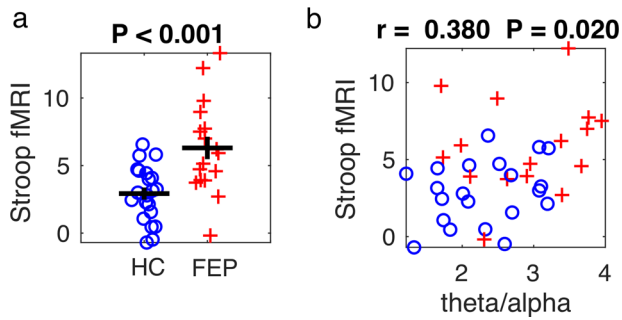 a
P < 0.001
Stroop fMRI
10
5
0
HC FEP
b
r = 0.380 P = 0.020
Stroop fMRI
10
5
0
2 3 4
theta/alpha